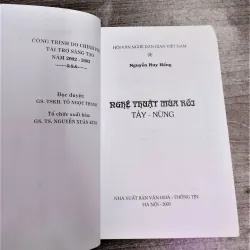 CÔNG TRÌNH DO CHÍNH PHỦ
TÀI TRỢ SÁNG TÁC
NĂM 2002 - 2003
Đọc duyệt:
GS. TSKH. TÔ NGỌC THANH
Tổ chức xuất bản:
GS. TS. NGUYỄN XUÂN KÍNH
HỘI VĂN NGHỆ DÂN GIAN VIỆT NAM
Nguyễn Huy Hồng
NGHỆ THUẬT MÚA RỐI
TÀY - NÙNG
NHÀ XUẤT BẢN VĂN HOÁ - THÔNG TIN
HÀ NỘI - 2003